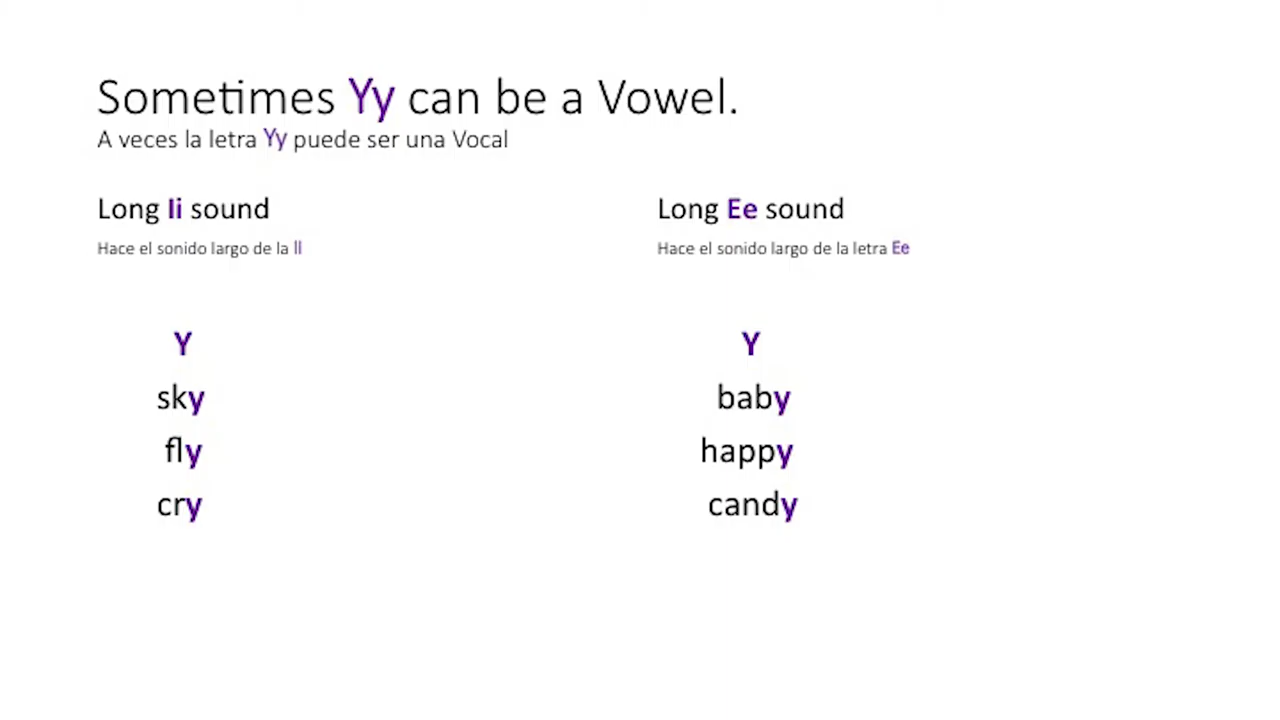 Sometimes Yy can be a Vowel.
A veces la letra Yy puede ser una Vocal
Long Ii sound
Hace el sonido largo de la II
Y
sky
fly
cry
Long Ee sound
Hace el sonido largo de la letra Ee
Y
baby
happy
candy